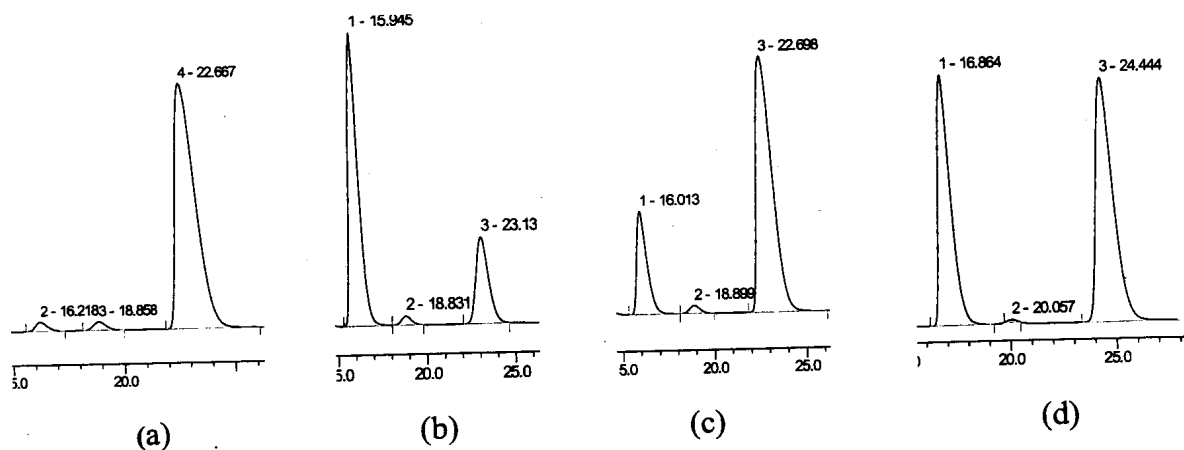 4 - 22.667
2 - 16.2183 - 18.858
5.0 20.0
(a)
1 - 15.945
2 - 18.831
3 - 23.13
5.0 20.0 25.0
(b)
1 - 16.013
2 - 18.899
3 - 22.698
5.0 20.0 25.0
(c)
1 - 16.864
2 - 20.057
3 - 24.444
20.0 25.0
(d)